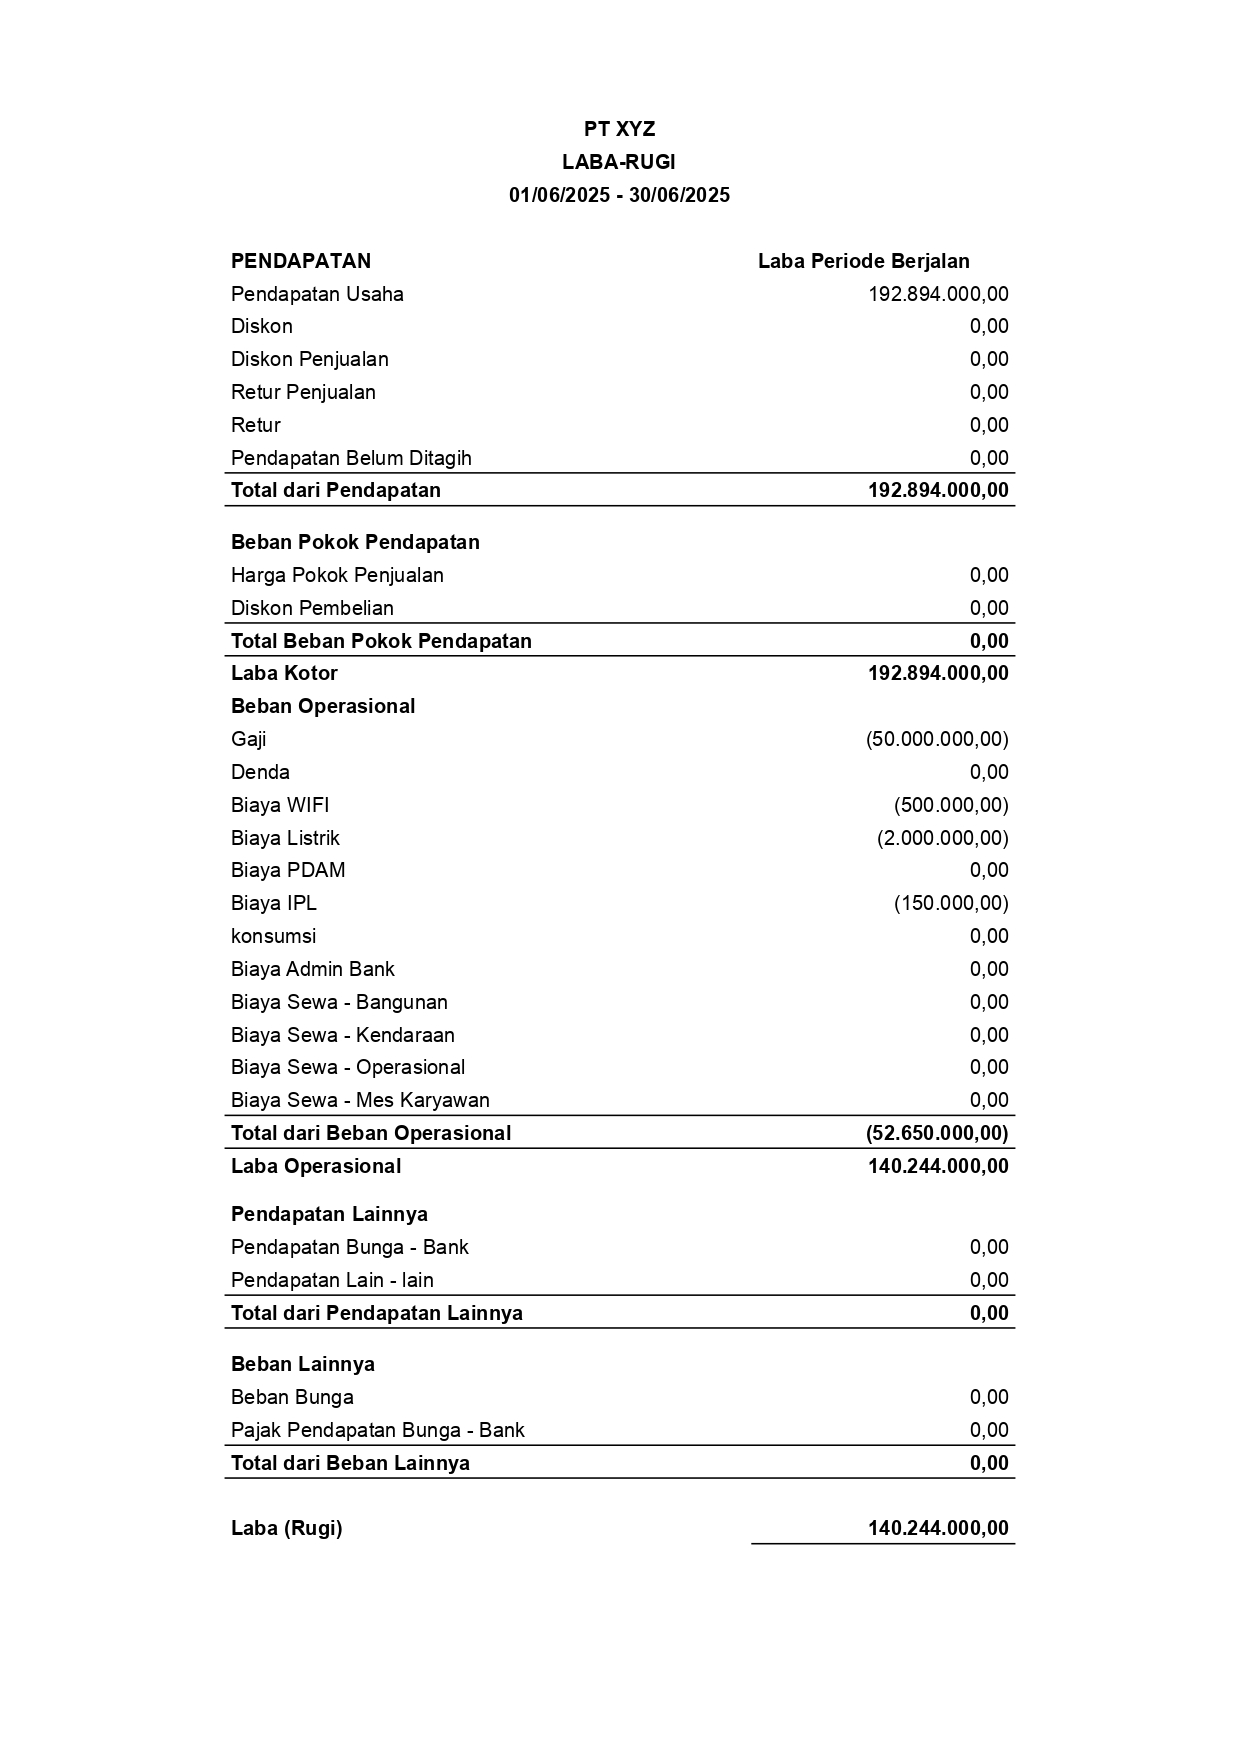 PT XYZ
LABA-RUGI
01/06/2025 - 30/06/2025
PENDAPATAN Laba Periode Berjalan
Pendapatan Usaha 192.894.000,00
Diskon 0,00
Diskon Penjualan 0,00
Retur Penjualan 0,00
Retur 0,00
Pendapatan Belum Ditagih 0,00
Total dari Pendapatan 192.894.000,00
Beban Pokok Pendapatan
Harga Pokok Penjualan 0,00
Diskon Pembelian 0,00
Total Beban Pokok Pendapatan 0,00
Laba Kotor 192.894.000,00
Beban Operasional
Gaji (50.000.000,00)
Denda 0,00
Biaya WIFI (500.000,00)
Biaya Listrik (2.000.000,00)
Biaya PDAM 0,00
Biaya IPL (150.000,00)
konsumsi 0,00
Biaya Admin Bank 0,00
Biaya Sewa - Bangunan 0,00
Biaya Sewa - Kendaraan 0,00
Biaya Sewa - Operasional 0,00
Biaya Sewa - Mes Karyawan 0,00
Total dari Beban Operasional (52.650.000,00)
Laba Operasional 140.244.000,00
Pendapatan Lainnya
Pendapatan Bunga - Bank 0,00
Pendapatan Lain - lain 0,00
Total dari Pendapatan Lainnya 0,00
Beban Lainnya
Beban Bunga 0,00
Pajak Pendapatan Bunga - Bank 0,00
Total dari Beban Lainnya 0,00
Laba (Rugi) 140.244.000,00